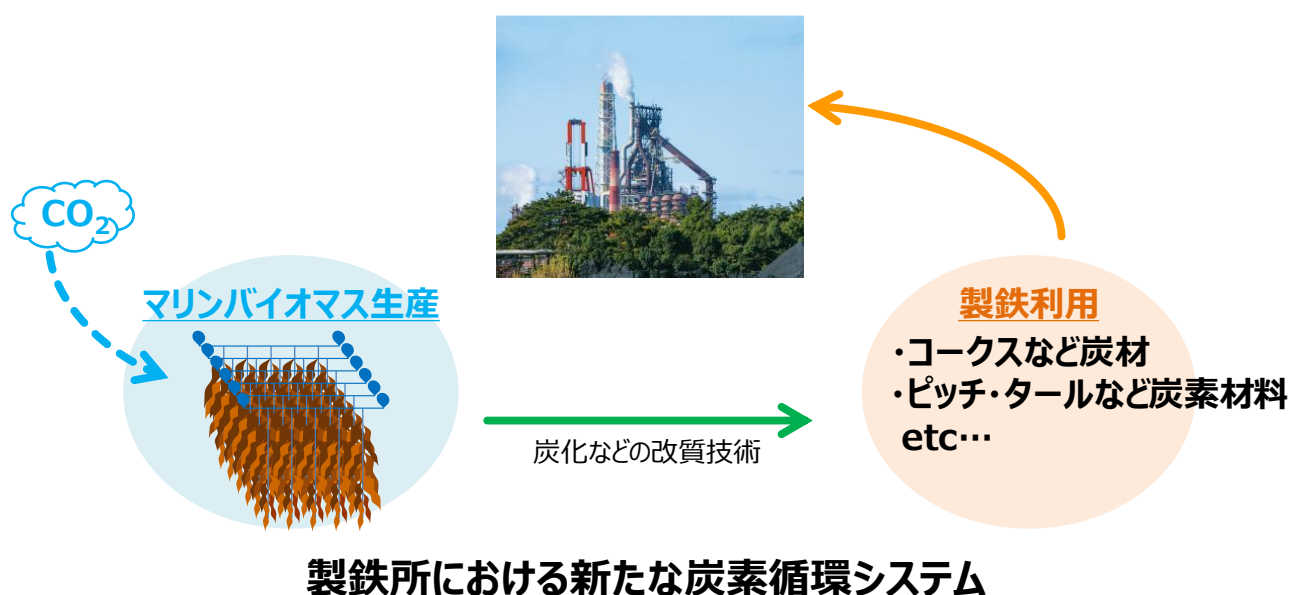 CO₂
マリンバイオマス生産
炭化などの改質技術
製鉄利用
・コークスなど炭材
・ピッチ・タールなど炭素材料
etc…
製鉄所における新たな炭素循環システム